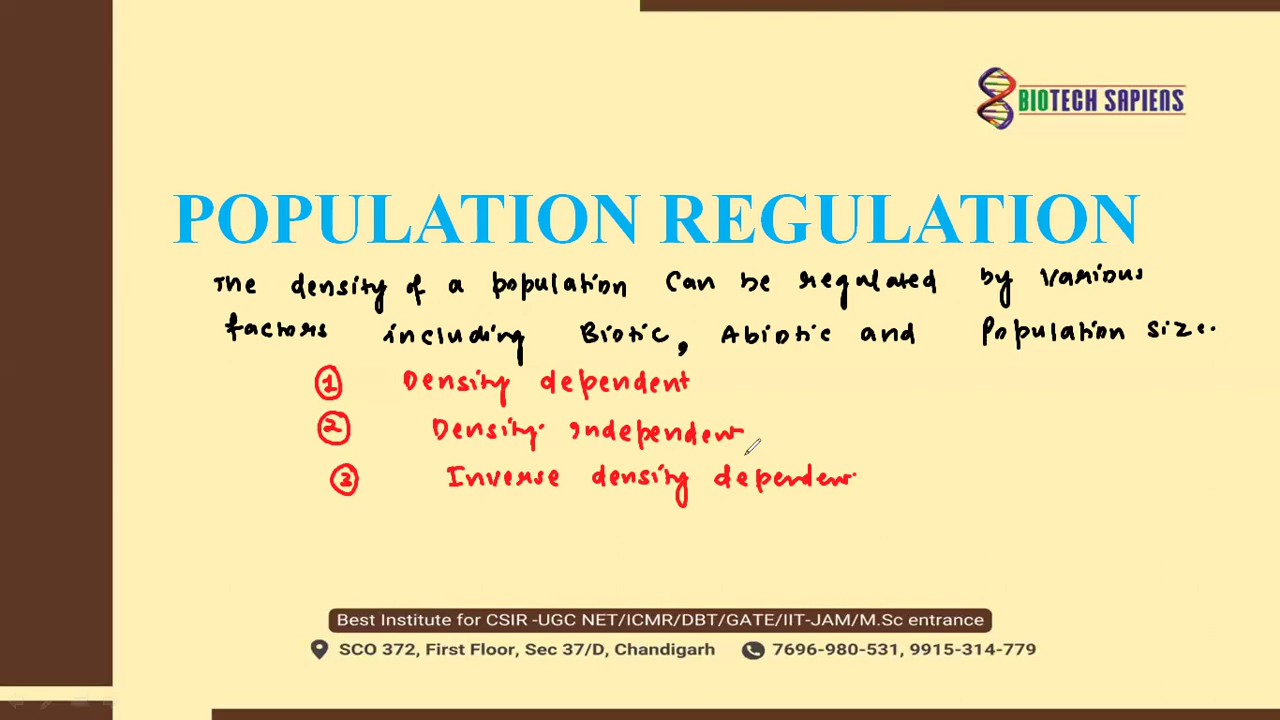 BIOTECH SAPIENS
POPULATION REGULATION
The density of a population can be regulated by various
factors including Biotic, Abiotic and Population size.
① Density dependent
② Density independent
③ Inverse density dependent
Best Institute for CSIR -UGC NET/ICMR/DBT/GATE/IIT-JAM/M.Sc entrance
SCO 372, First Floor, Sec 37/D, Chandigarh 7696-980-531, 9915-314-779